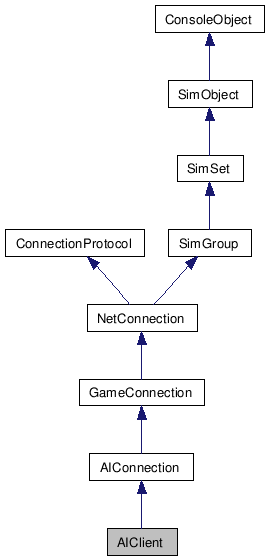 ConsoleObject
SimObject
SimSet
ConnectionProtocol
SimGroup
NetConnection
GameConnection
AIConnection
AIClient